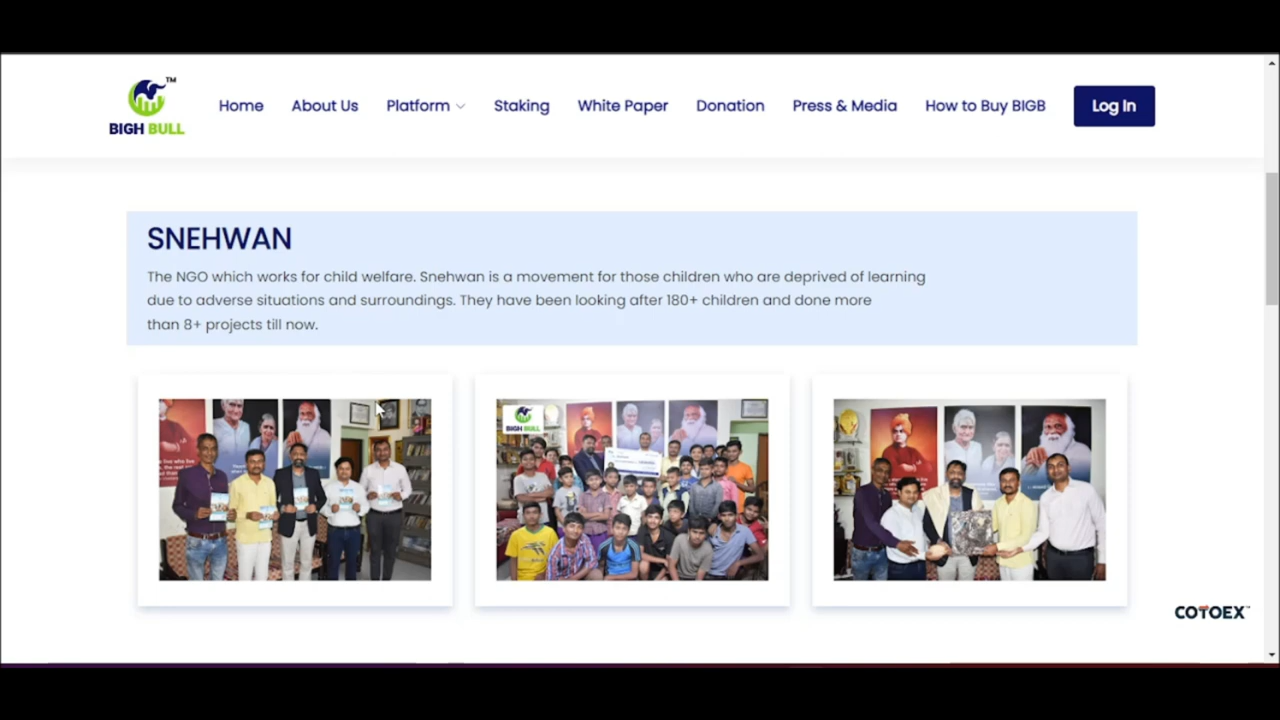 TM
BIGH BULL
Home About Us Platform Staking White Paper Donation Press & Media How to Buy BIGB Log In
SNEHWAN
The NGO which works for child welfare. Snehwan is a movement for those children who are deprived of learning
due to adverse situations and surroundings. They have been looking after 180+ children and done more
than 8+ projects till now.
BIGH BULL
COTOEX™